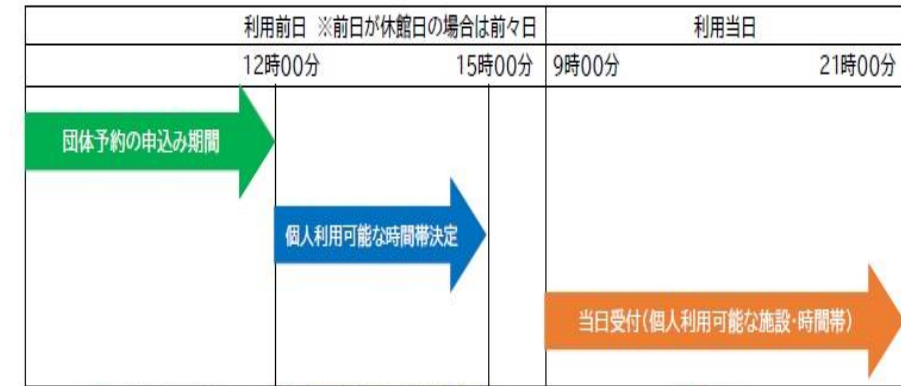 利用前日 ※前日が休館日の場合は前々日 利用当日
12時00分 15時00分 9時00分 21時00分
団体予約の申込み期間
個人利用可能な時間帯決定
当日受付(個人利用可能な施設・時間帯)